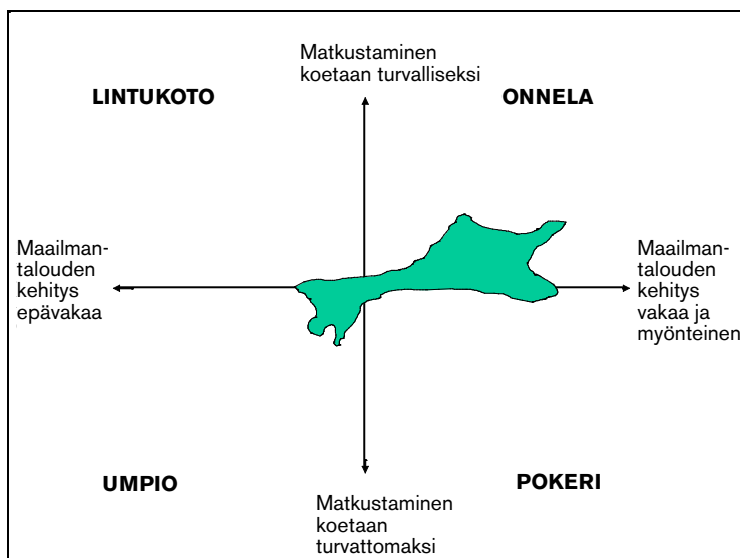 Matkustaminen
koetaan turvalliseksi
LINTUKOTO
ONNELA
Maailman-
talouden
kehitys
epävakaa
Maailman-
talouden
kehitys
vakaa ja
myönteinen
UMPIO
POKERI
Matkustaminen
koetaan
turvattomaksi